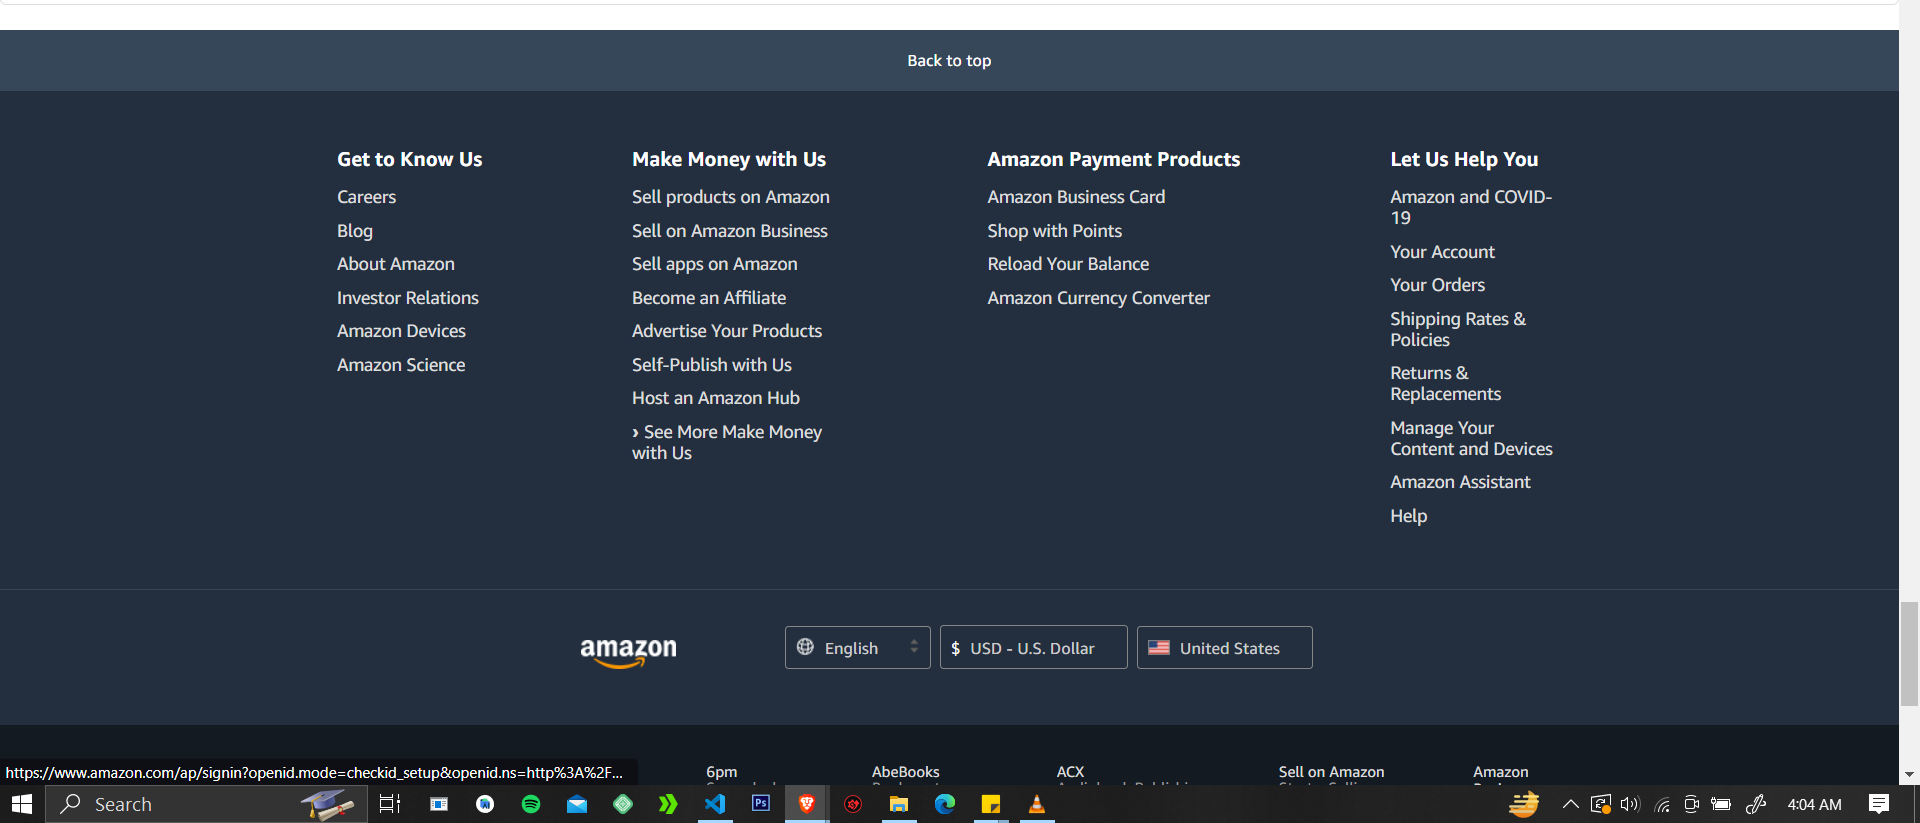 Back to top
Get to Know Us
Careers
Blog
About Amazon
Investor Relations
Amazon Devices
Amazon Science
Make Money with Us
Sell products on Amazon
Sell on Amazon Business
Sell apps on Amazon
Become an Affiliate
Advertise Your Products
Self-Publish with Us
Host an Amazon Hub
› See More Make Money
with Us
Amazon Payment Products
Amazon Business Card
Shop with Points
Reload Your Balance
Amazon Currency Converter
Let Us Help You
Amazon and COVID-
19
Your Account
Your Orders
Shipping Rates &
Policies
Returns &
Replacements
Manage Your
Content and Devices
Amazon Assistant
Help
amazon
English
$ USD - U.S. Dollar
United States
6pm
AbeBooks
ACX
Sell on Amazon
Amazon
https://www.amazon.com/ap/signin?openid.mode=checkid_setup&openid.ns=http%3A%2F...
Search
Ps
4:04 AM